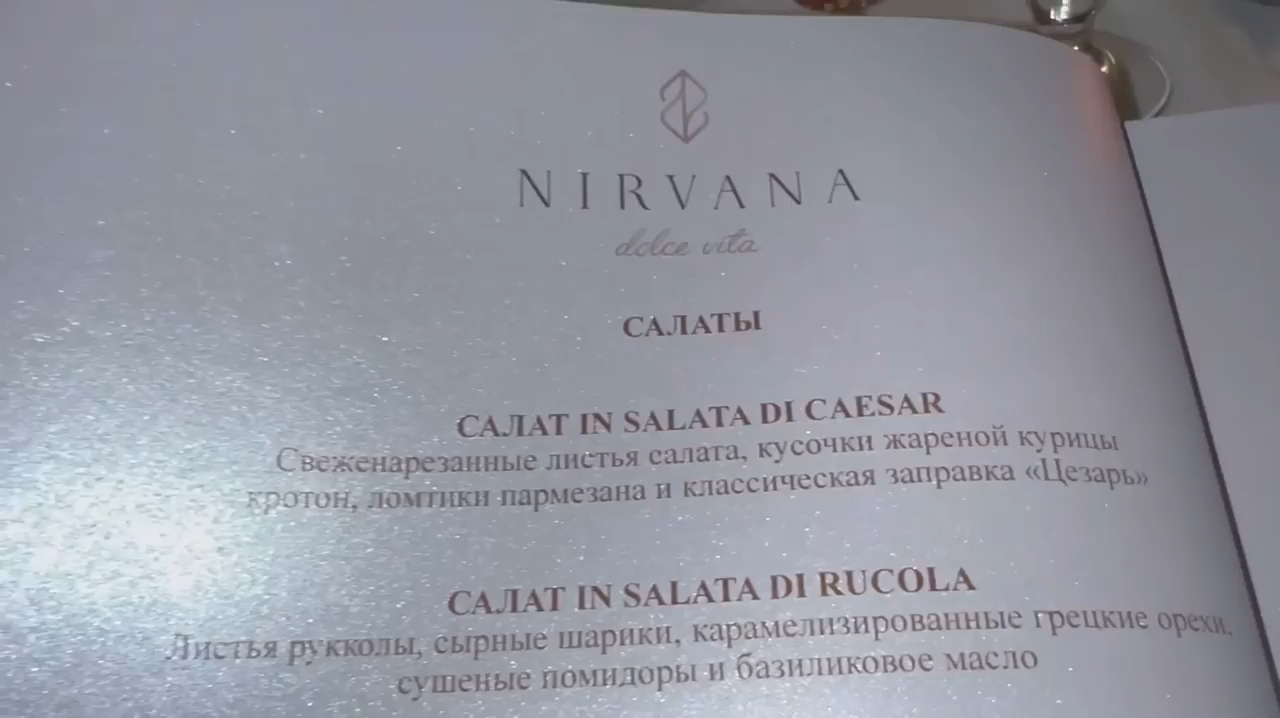 NIRVANA
dolce vita
САЛАТЫ
САЛАТ IN SALATA DI CAESAR
Свеженарезанные листья салата, кусочки жареной курицы
кротон, ломтики пармезана и классическая заправка «Цезарь»
САЛАТ IN SALATA DI RUCOLA
Листья рукколы, сырные шарики, карамелизированные грецкие орехи,
сушеные помидоры и базиликовое масло